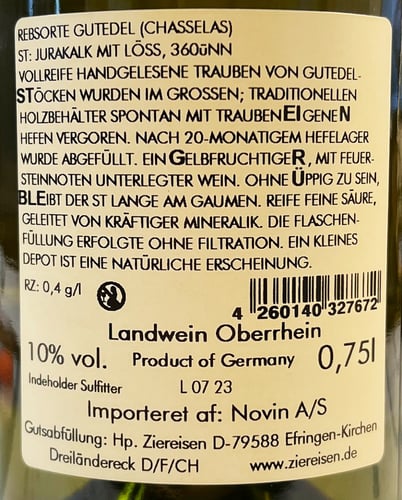 REBSORTE GUTEDEL (CHASSELAS)
ST: JURAKALK MIT LÖSS, 360üNN
VOLLREIFE HANDGELESENE TRAUBEN VON GUTEDEL-
STÖCKEN WURDEN IM GROSSEN; TRADITIONELLEN
HOLZBEHÄLTER SPONTAN MIT TRAUBENEIGENEN
HEFEN VERGOREN. NACH 20-MONATIGEM HEFELAGER
WURDE ABGEFÜLLT. EIN GELBFRUCHTIGER, MIT FEUER-
STEINNOTEN UNTERLEGTER WEIN. OHNE ÜPPIG ZU SEIN,
BLEIBT DER ST LANGE AM GAUMEN. REIFE FEINE SÄURE,
GELEITET VON KRÄFTIGER MINERALIK. DIE FLASCHEN-
FÜLLUNG ERFOLGTE OHNE FILTRATION. EIN KLEINES
DEPOT IST EINE NATÜRLICHE ERSCHEINUNG.
RZ: 0,4 g/l
4 260140 327672
Landwein Oberrhein
10% vol. Product of Germany 0,75l
Indeholder Sulfitter L 07 23
Importeret af: Novin A/S
Gutsabfüllung: Hp. Ziereisen D-79588 Efringen-Kirchen
Dreiländereck D/F/CH www.ziereisen.de